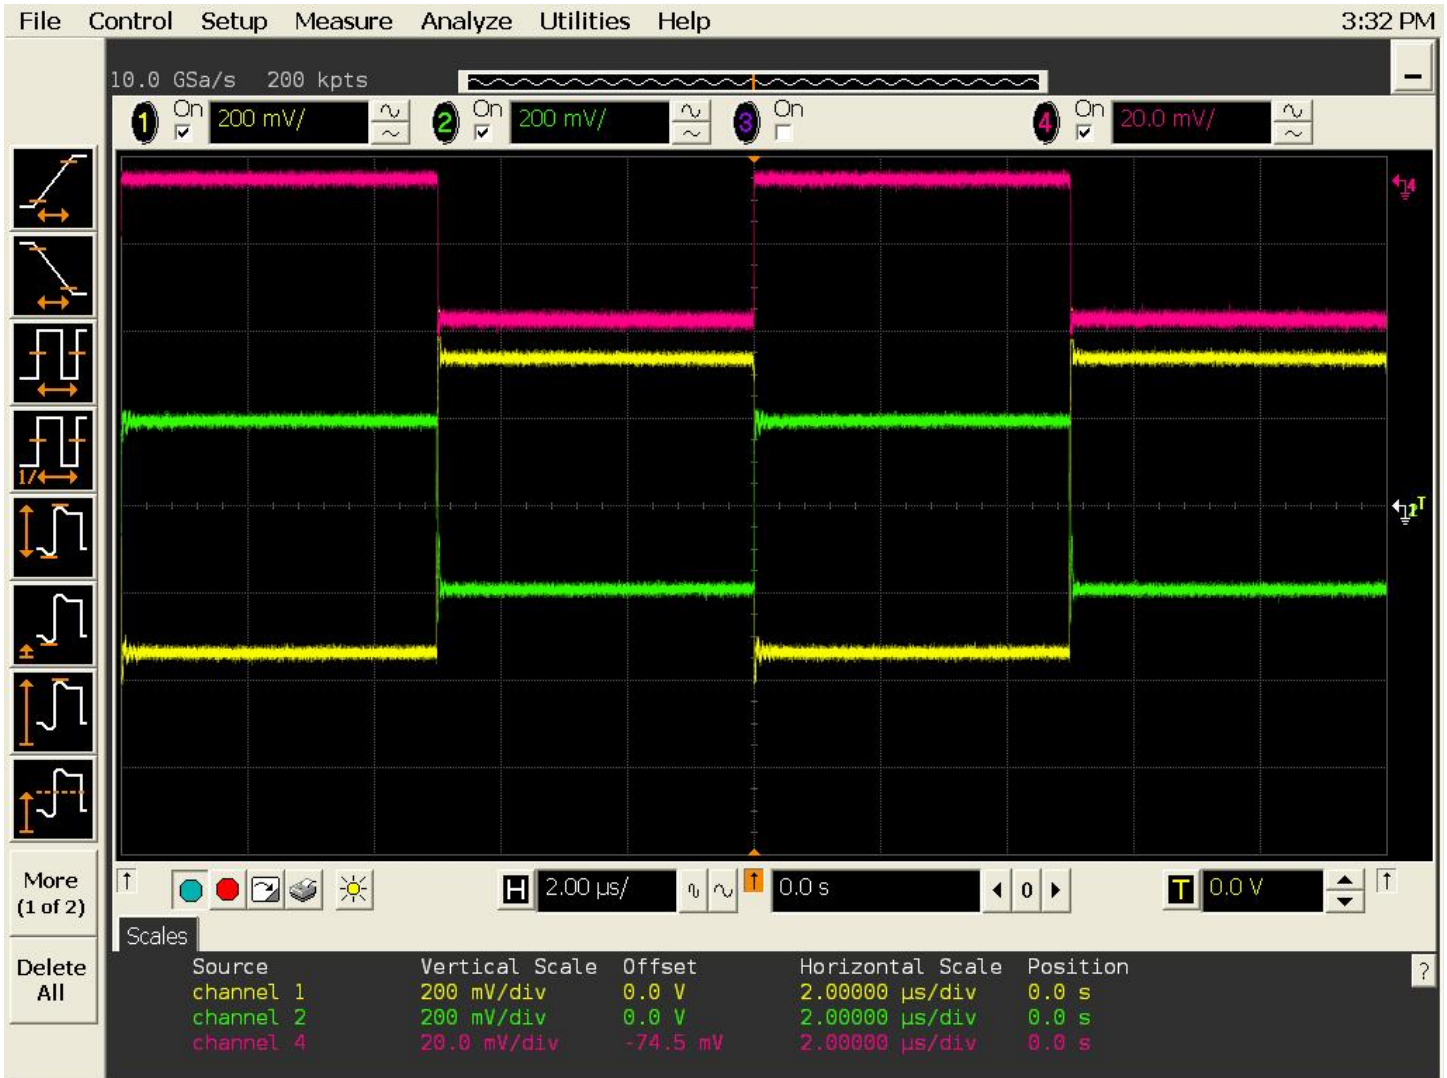 File Control Setup Measure Analyze Utilities Help 3:32 PM
10.0 GSa/s 200 kpts
1 On 200 mV/ 2 On 200 mV/ 3 On 4 On 20.0 mV/
4
T
1/
More
(1 of 2)
Delete
All
H 2.00 µs/ 0.0 s 0 T 0.0 V
Scales
Source Vertical Scale Offset Horizontal Scale Position
channel 1 200 mV/div 0.0 V 2.00000 µs/div 0.0 s
channel 2 200 mV/div 0.0 V 2.00000 µs/div 0.0 s
channel 4 20.0 mV/div -74.5 mV 2.00000 µs/div 0.0 s
?